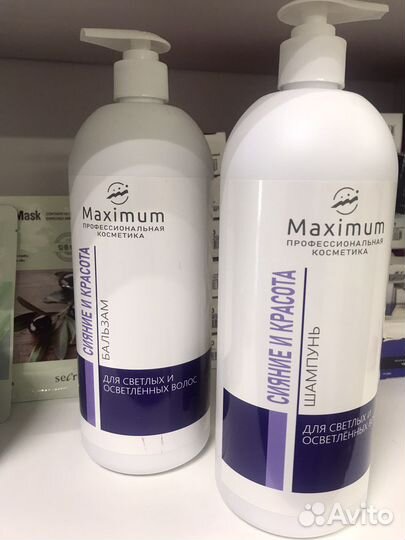 Maximum
ПРОФЕССИОНАЛЬНАЯ
КОСМЕТИКА
СИЯНИЕ И КРАСОТА
БАЛЬЗАМ
ДЛЯ СВЕТЛЫХ И
ОСВЕТЛЁННЫХ ВОЛОС
Maximum
ПРОФЕССИОНАЛЬНАЯ
КОСМЕТИКА
СИЯНИЕ И КРАСОТА
ШАМПУНЬ
ДЛЯ СВЕТЛЫХ И
ОСВЕТЛЁННЫХ
Mask
Avito